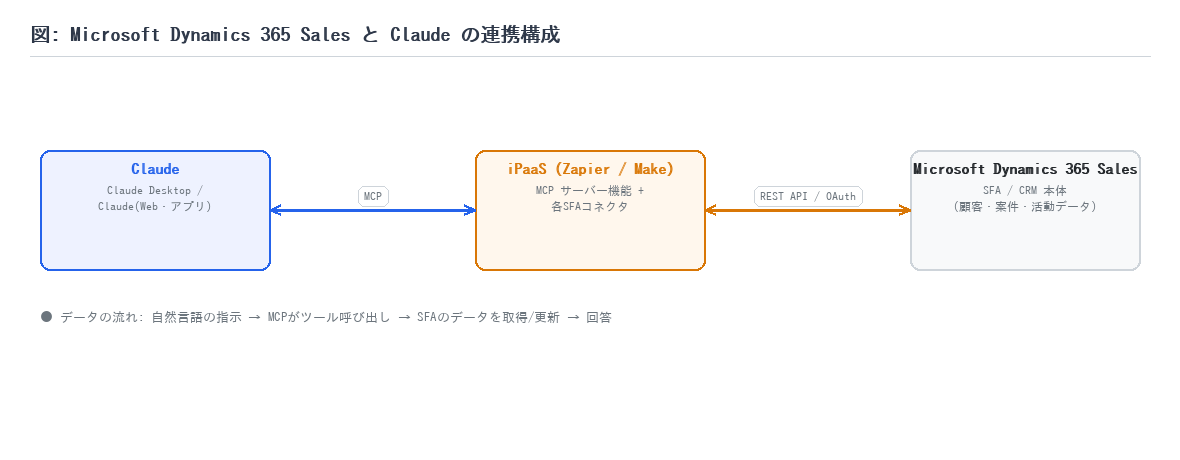 図: Microsoft Dynamics 365 Sales と Claude の連携構成
Claude
Claude Desktop /
Claude(Web・アプリ)
MCP
iPaaS (Zapier / Make)
MCP サーバー機能 +
各SFAコネクタ
REST API / OAuth
Microsoft Dynamics 365 Sales
SFA / CRM 本体
(顧客・案件・活動データ)
● データの流れ: 自然言語の指示 → MCPがツール呼び出し → SFAのデータを取得/更新 → 回答